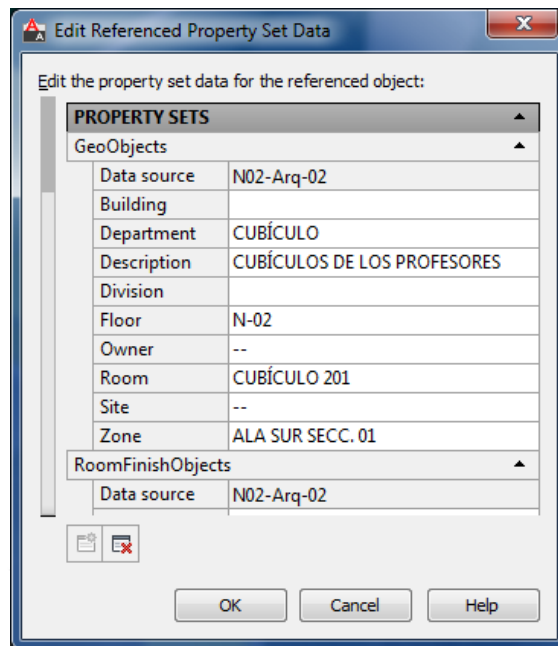 Edit Referenced Property Set Data
Edit the property set data for the referenced object:
PROPERTY SETS
GeoObjects
Data source N02-Arq-02
Building
Department CUBÍCULO
Description CUBÍCULOS DE LOS PROFESORES
Division
Floor N-02
Owner --
Room CUBÍCULO 201
Site --
Zone ALA SUR SECC. 01
RoomFinishObjects
Data source N02-Arq-02
OK Cancel Help